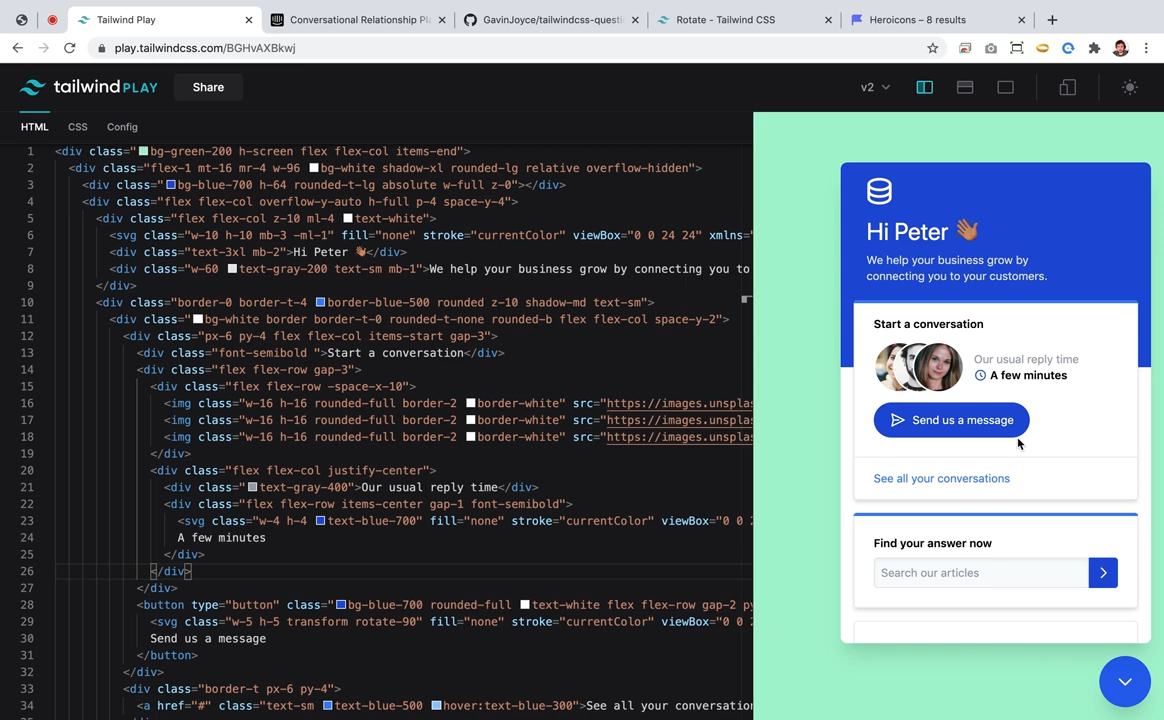 Tailwind Play
Conversational Relationship Pl
GavinJoyce/tailwindcss-questi
Rotate - Tailwind CSS
Heroicons – 8 results
play.tailwindcss.com/BGHvAXBkwj
tailwind PLAY
Share
v2
HTML CSS Config
1 <div class="bg-green-200 h-screen flex flex-col items-end">
2 <div class="flex-1 mt-16 mr-4 w-96 bg-white shadow-xl rounded-lg relative overflow-hidden">
3 <div class="bg-blue-700 h-64 rounded-t-lg absolute w-full z-0"></div>
4 <div class="flex flex-col overflow-y-auto h-full p-4 space-y-4">
5 <div class="flex flex-col z-10 ml-4 text-white">
6 <svg class="w-10 h-10 mb-3 -ml-1" fill="none" stroke="currentColor" viewBox="0 0 24 24" xmlns="
7 <div class="text-3xl mb-2">Hi Peter 👋🏾</div>
8 <div class="w-60 text-gray-200 text-sm mb-1">We help your business grow by connecting you to
9 </div>
10 <div class="border-0 border-t-4 border-blue-500 rounded z-10 shadow-md text-sm">
11 <div class="bg-white border border-t-0 rounded-t-none rounded-b flex flex-col space-y-2">
12 <div class="px-6 py-4 flex flex-col items-start gap-3">
13 <div class="font-semibold ">Start a conversation</div>
14 <div class="flex flex-row gap-3">
15 <div class="flex flex-row -space-x-10">
16 <img class="w-16 h-16 rounded-full border-2 border-white" src="https://images.unsplas
17 <img class="w-16 h-16 rounded-full border-2 border-white" src="https://images.unsplas
18 <img class="w-16 h-16 rounded-full border-2 border-white" src="https://images.unsplas
19 </div>
20 <div class="flex flex-col justify-center">
21 <div class="text-gray-400">Our usual reply time</div>
22 <div class="flex flex-row items-center gap-1 font-semibold">
23 <svg class="w-4 h-4 text-blue-700" fill="none" stroke="currentColor" viewBox="0 0 2
24 A few minutes
25 </div>
26 </div>
27 </div>
28 <button type="button" class="bg-blue-700 rounded-full text-white flex flex-row gap-2 py
29 <svg class="w-5 h-5 transform rotate-90" fill="none" stroke="currentColor" viewBox="0 0 2
30 Send us a message
31 </button>
32 </div>
33 <div class="border-t px-6 py-4">
34 <a href="#" class="text-sm text-blue-500 hover:text-blue-300">See all your conversation
Hi Peter 👋🏾
We help your business grow by
connecting you to your customers.
Start a conversation
Our usual reply time
A few minutes
Send us a message
See all your conversations
Find your answer now
Search our articles